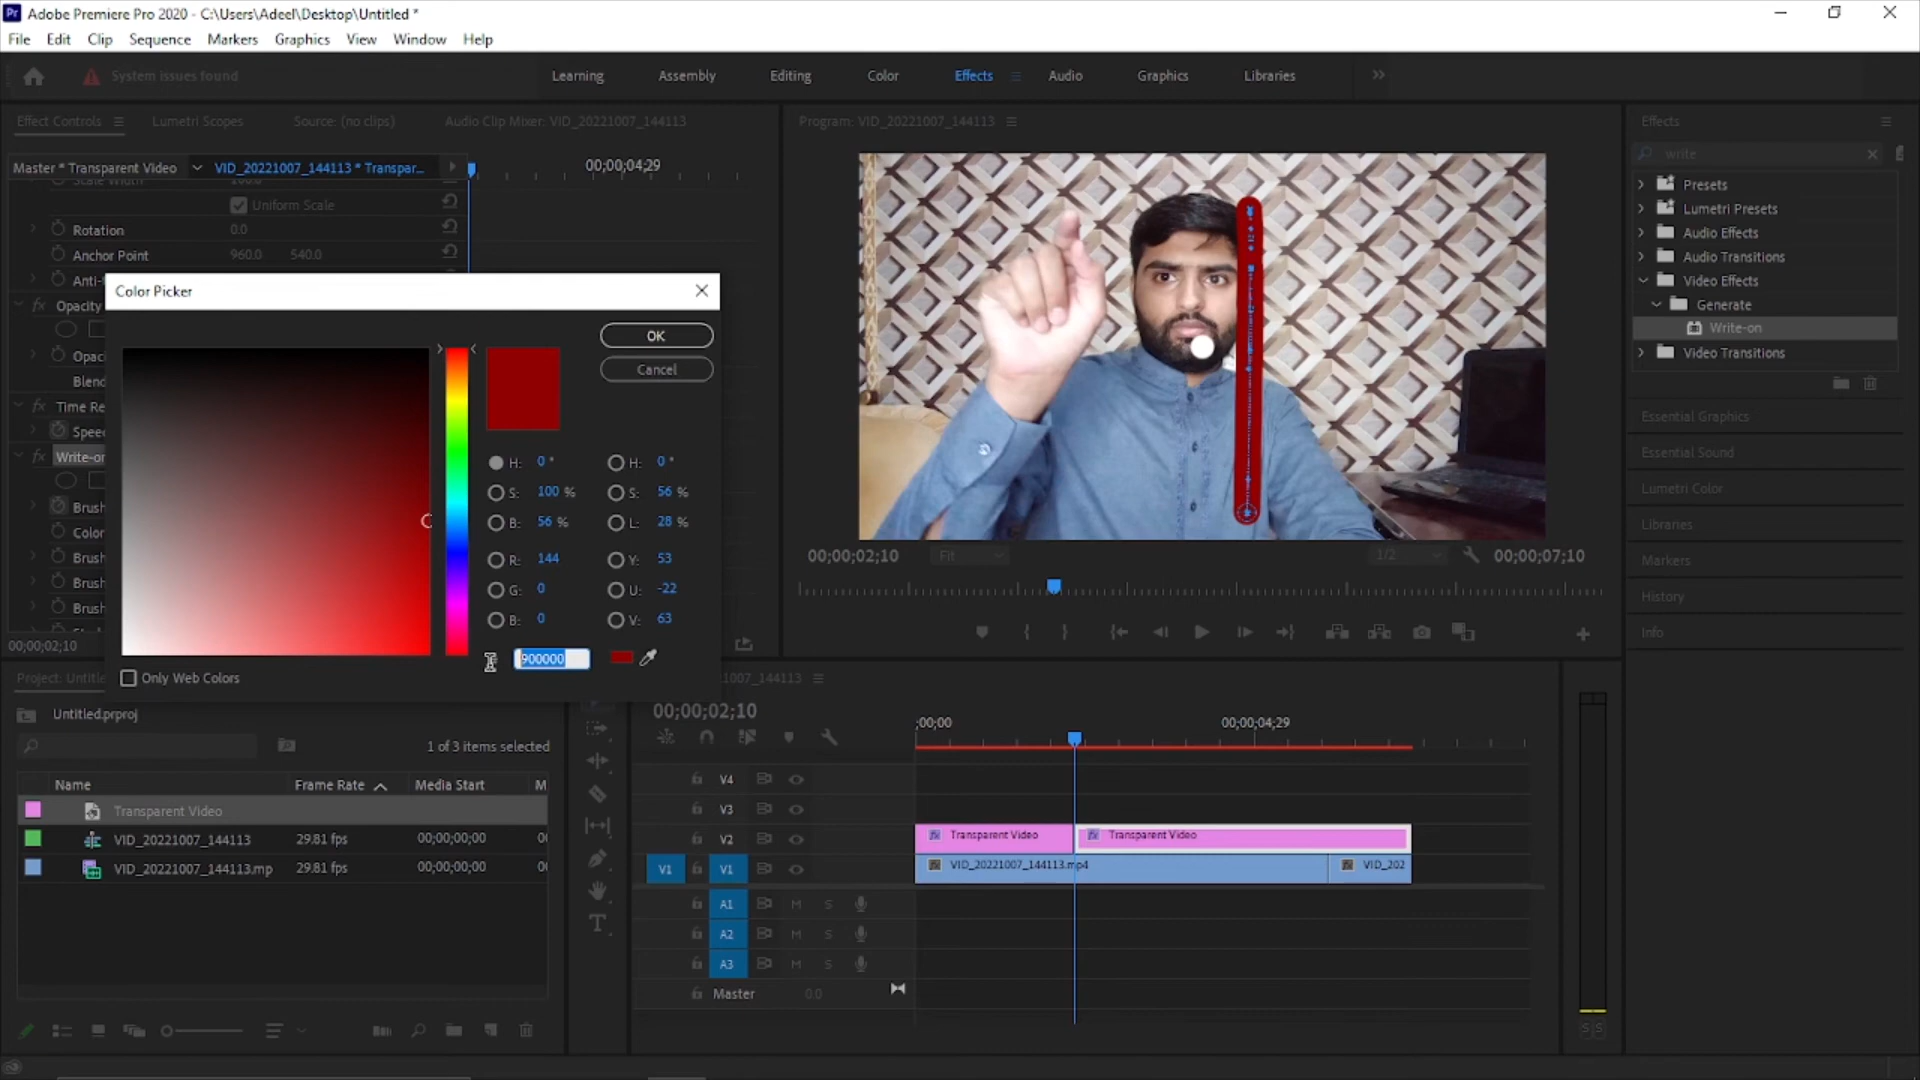 Adobe Premiere Pro 2020 - C:\Users\Adeel\Desktop\Untitled *
File Edit Clip Sequence Markers Graphics View Window Help
System issues found
Learning Assembly Editing Color Effects Audio Graphics Libraries
Effect Controls Lumetri Scopes Source: (no clips) Audio Clip Mixer: VID_20221007_144113
Program: VID_20221007_144113
Effects
Master * Transparent Video VID_20221007_144113 * Transpar...
00;00;04;29
write
Scale Width 100.0
Uniform Scale
Rotation 0.0
Anchor Point 960.0 540.0
Anti-
Opacity
Opaci
Blend
Time Re
Speed
Write-on
Brush
Color
Brush
Brush
Brush
00;00;02;10
Color Picker
OK
Cancel
H: 0 ° H: 0 °
S: 100 % S: 56 %
B: 56 % L: 28 %
R: 144 Y: 53
G: 0 U: -22
B: 0 V: 63
900000
Only Web Colors
00;00;02;10 Fit 1/2 00;00;07;10
Presets
Lumetri Presets
Audio Effects
Audio Transitions
Video Effects
Generate
Write-on
Video Transitions
Essential Graphics
Essential Sound
Lumetri Color
Libraries
Markers
History
Info
Project: Untitle
Untitled.prproj
1 of 3 items selected
Name Frame Rate Media Start M
Transparent Video
VID_20221007_144113 29.81 fps 00;00;00;00 00
VID_20221007_144113.mp 29.81 fps 00;00;00;00 00
1007_144113
00;00;02;10
;00;00 00;00;04;29
V4
V3
V2 Transparent Video Transparent Video
V1 V1 VID_20221007_144113.mp4 VID_202
A1 M S
A2 M S
A3 M S
Master 0.0
S S